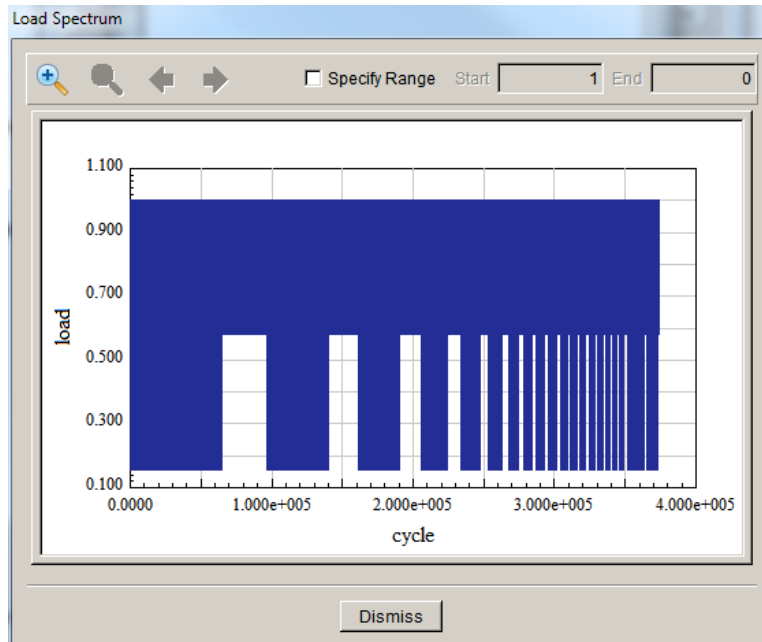 Load Spectrum
Specify Range Start 1 End 0
1.100
0.900
0.700
load
0.500
0.300
0.100
0.0000 1.000e+005 2.000e+005 3.000e+005 4.000e+005
cycle
Dismiss